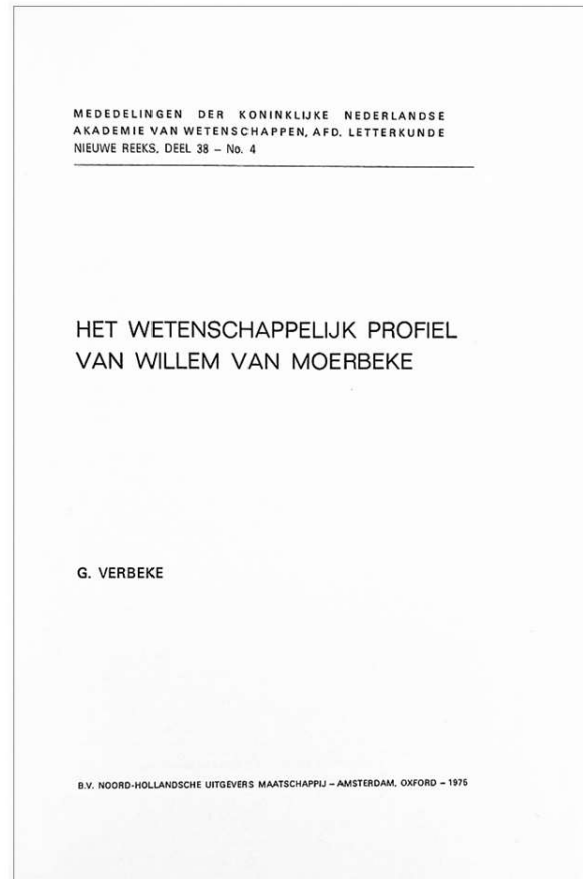 MEDEDELINGEN DER KONINKLIJKE NEDERLANDSE
AKADEMIE VAN WETENSCHAPPEN, AFD. LETTERKUNDE
NIEUWE REEKS, DEEL 38 – No. 4
HET WETENSCHAPPELIJK PROFIEL
VAN WILLEM VAN MOERBEKE
G. VERBEKE
B.V. NOORD-HOLLANDSCHE UITGEVERS MAATSCHAPPIJ – AMSTERDAM, OXFORD – 1975